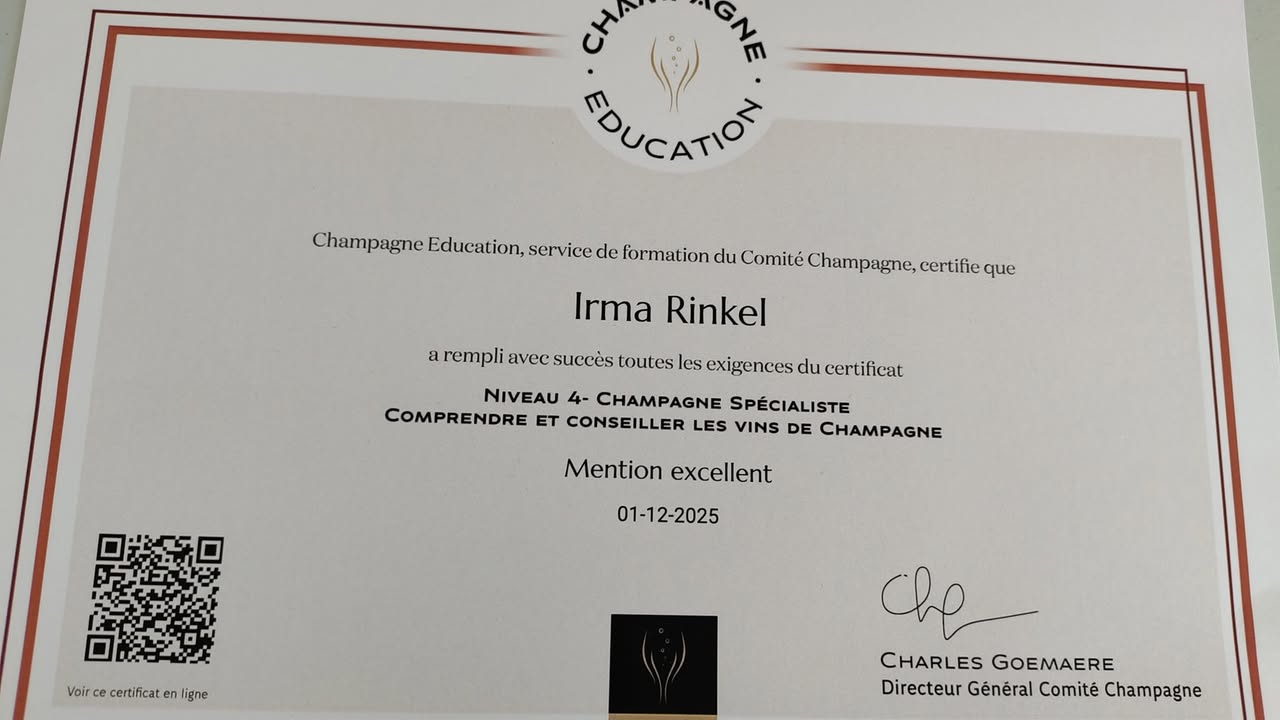 CHAMPAGNE
EDUCATION
Champagne Education, service de formation du Comité Champagne, certifie que
Irma Rinkel
a rempli avec succès toutes les exigences du certificat
NIVEAU 4- CHAMPAGNE SPÉCIALISTE
COMPRENDRE ET CONSEILLER LES VINS DE CHAMPAGNE
Mention excellent
01-12-2025
CHARLES GOEMAERE
Directeur Général Comité Champagne
Voir ce certificat en ligne